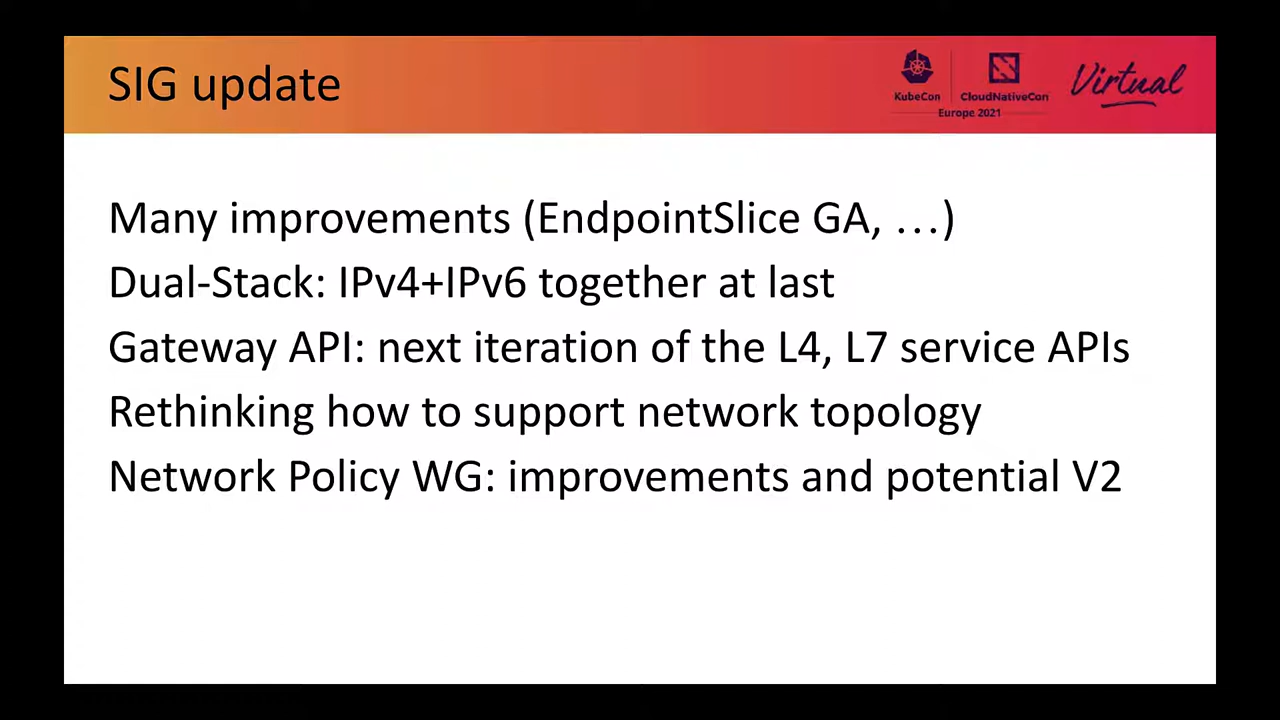 SIG update
KubeCon
CloudNativeCon
Europe 2021
Virtual
Many improvements (EndpointSlice GA, …)
Dual-Stack: IPv4+IPv6 together at last
Gateway API: next iteration of the L4, L7 service APIs
Rethinking how to support network topology
Network Policy WG: improvements and potential V2